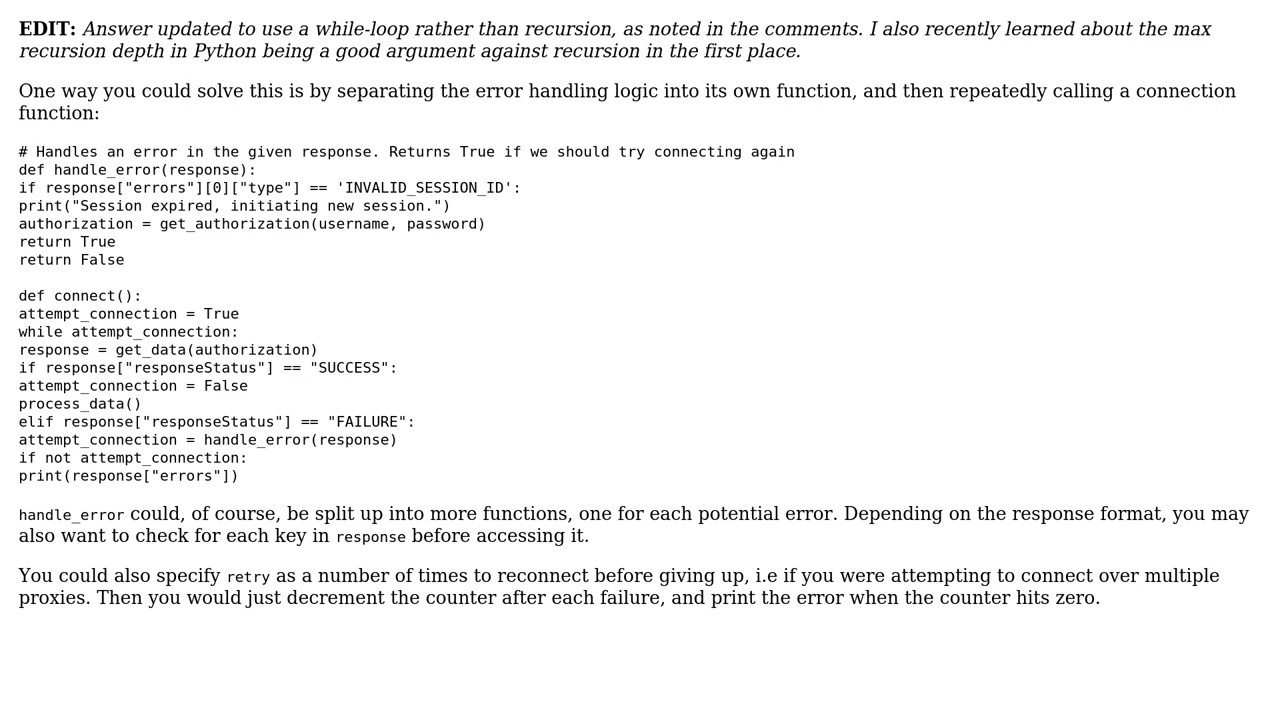 EDIT: Answer updated to use a while-loop rather than recursion, as noted in the comments. I also recently learned about the max
recursion depth in Python being a good argument against recursion in the first place.
One way you could solve this is by separating the error handling logic into its own function, and then repeatedly calling a connection
function:
# Handles an error in the given response. Returns True if we should try connecting again
def handle_error(response):
if response["errors"][0]["type"] == 'INVALID_SESSION_ID':
print("Session expired, initiating new session.")
authorization = get_authorization(username, password)
return True
return False
def connect():
attempt_connection = True
while attempt_connection:
response = get_data(authorization)
if response["responseStatus"] == "SUCCESS":
attempt_connection = False
process_data()
elif response["responseStatus"] == "FAILURE":
attempt_connection = handle_error(response)
if not attempt_connection:
print(response["errors"])
handle_error could, of course, be split up into more functions, one for each potential error. Depending on the response format, you may
also want to check for each key in response before accessing it.
You could also specify retry as a number of times to reconnect before giving up, i.e if you were attempting to connect over multiple
proxies. Then you would just decrement the counter after each failure, and print the error when the counter hits zero.